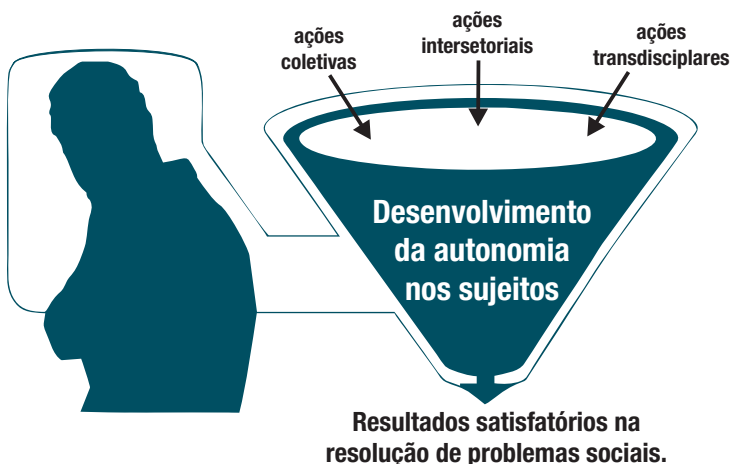 ações
coletivas
ações
intersetoriais
ações
transdisciplares
Desenvolvimento
da autonomia
nos sujeitos
Resultados satisfatórios na
resolução de problemas sociais.